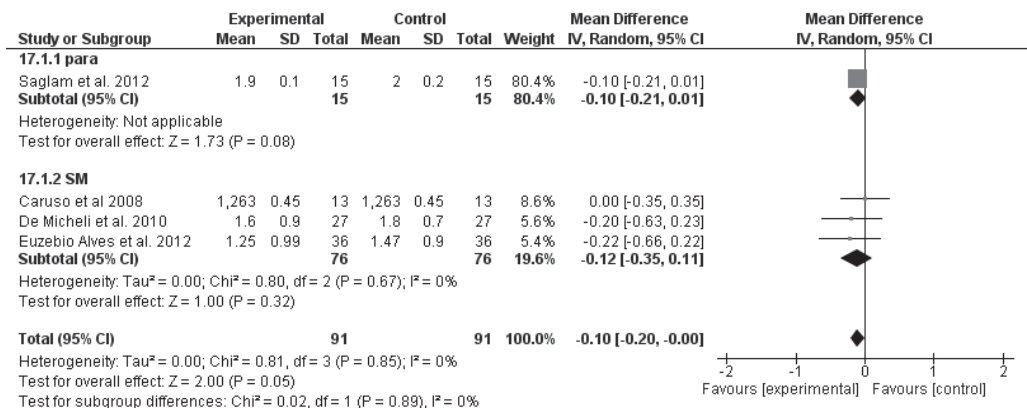 Experimental Control Mean Difference Mean Difference
Study or Subgroup Mean SD Total Mean SD Total Weight IV, Random, 95% CI IV, Random, 95% CI
17.1.1 para
Saglam et al. 2012 1.9 0.1 15 2 0.2 15 80.4% -0.10 [-0.21, 0.01]
Subtotal (95% CI) 15 15 80.4% -0.10 [-0.21, 0.01]
Heterogeneity: Not applicable
Test for overall effect: Z = 1.73 (P = 0.08)
17.1.2 SM
Caruso et al 2008 1,263 0.45 13 1,263 0.45 13 8.6% 0.00 [-0.35, 0.35]
De Micheli et al. 2010 1.6 0.9 27 1.8 0.7 27 5.6% -0.20 [-0.63, 0.23]
Euzebio Alves et al. 2012 1.25 0.99 36 1.47 0.9 36 5.4% -0.22 [-0.66, 0.22]
Subtotal (95% CI) 76 76 19.6% -0.12 [-0.35, 0.11]
Heterogeneity: Tau² = 0.00; Chi² = 0.80, df = 2 (P = 0.67); I² = 0%
Test for overall effect: Z = 1.00 (P = 0.32)
Total (95% CI) 91 91 100.0% -0.10 [-0.20, -0.00]
Heterogeneity: Tau² = 0.00; Chi² = 0.81, df = 3 (P = 0.85); I² = 0%
Test for overall effect: Z = 2.00 (P = 0.05)
Test for subgroup differences: Chi² = 0.02, df = 1 (P = 0.89), I² = 0%
-2 -1 0 1 2
Favours [experimental] Favours [control]